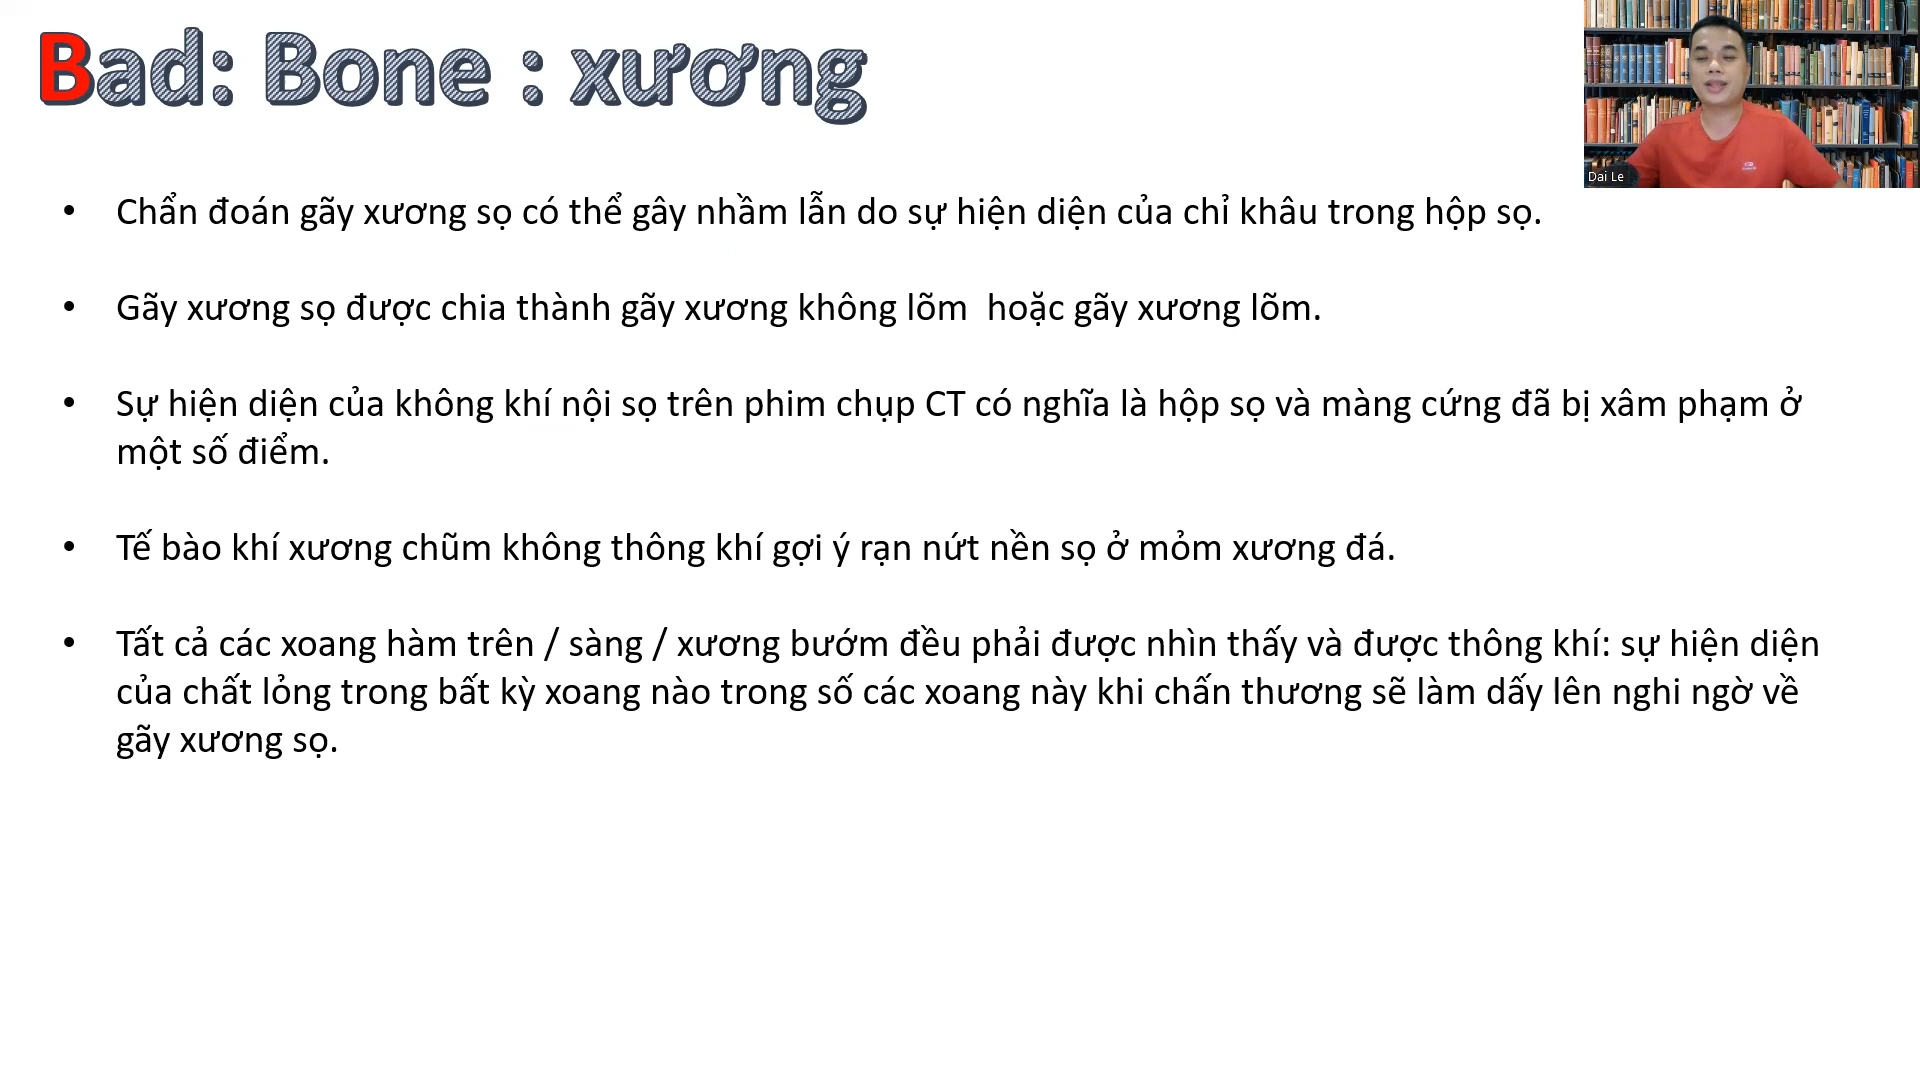 Bad: Bone : xương
Dai Le
• Chẩn đoán gãy xương sọ có thể gây nhầm lẫn do sự hiện diện của chỉ khâu trong hộp sọ.
• Gãy xương sọ được chia thành gãy xương không lõm  hoặc gãy xương lõm.
• Sự hiện diện của không khí nội sọ trên phim chụp CT có nghĩa là hộp sọ và màng cứng đã bị xâm phạm ở
một số điểm.
• Tế bào khí xương chũm không thông khí gợi ý rạn nứt nền sọ ở mỏm xương đá.
• Tất cả các xoang hàm trên / sàng / xương bướm đều phải được nhìn thấy và được thông khí: sự hiện diện
của chất lỏng trong bất kỳ xoang nào trong số các xoang này khi chấn thương sẽ làm dấy lên nghi ngờ về
gãy xương sọ.